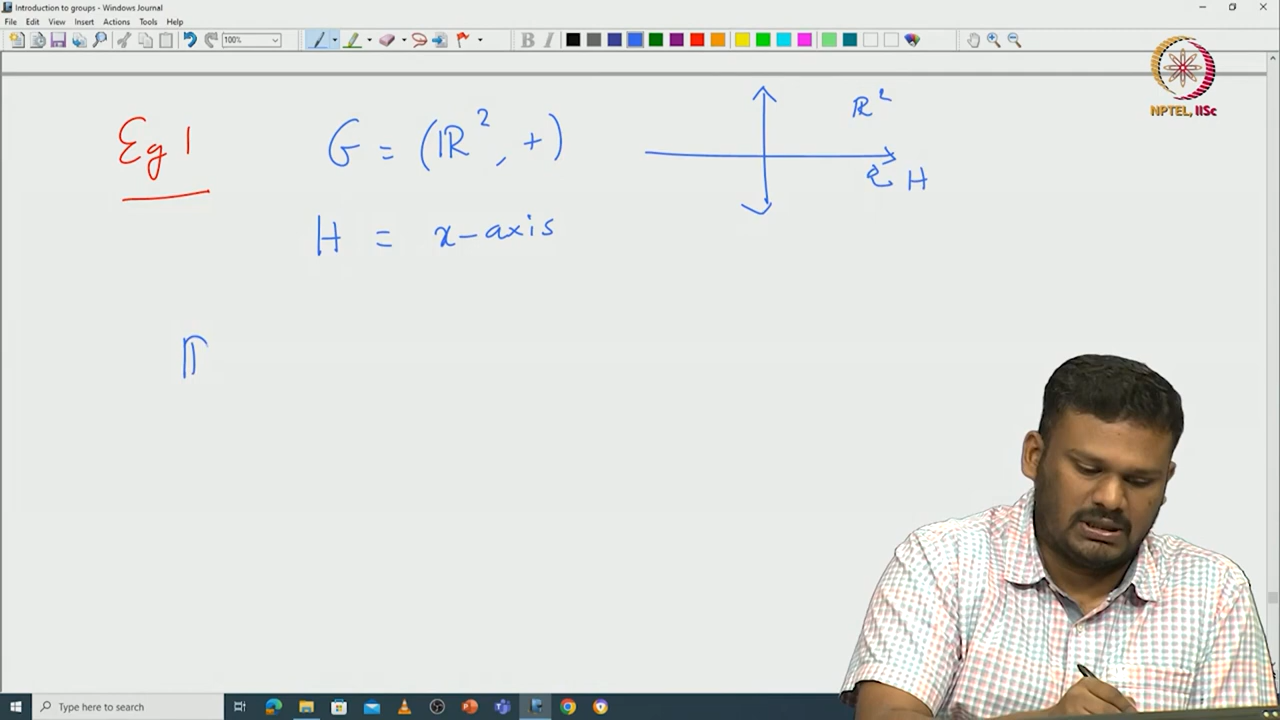 Introduction to groups - Windows Journal
File Edit View Insert Actions Tools Help
100%
B I
NPTEL, IISc
Eg 1 G = (ℝ², +) ℝ²
H
H = x-axis
Type here to search